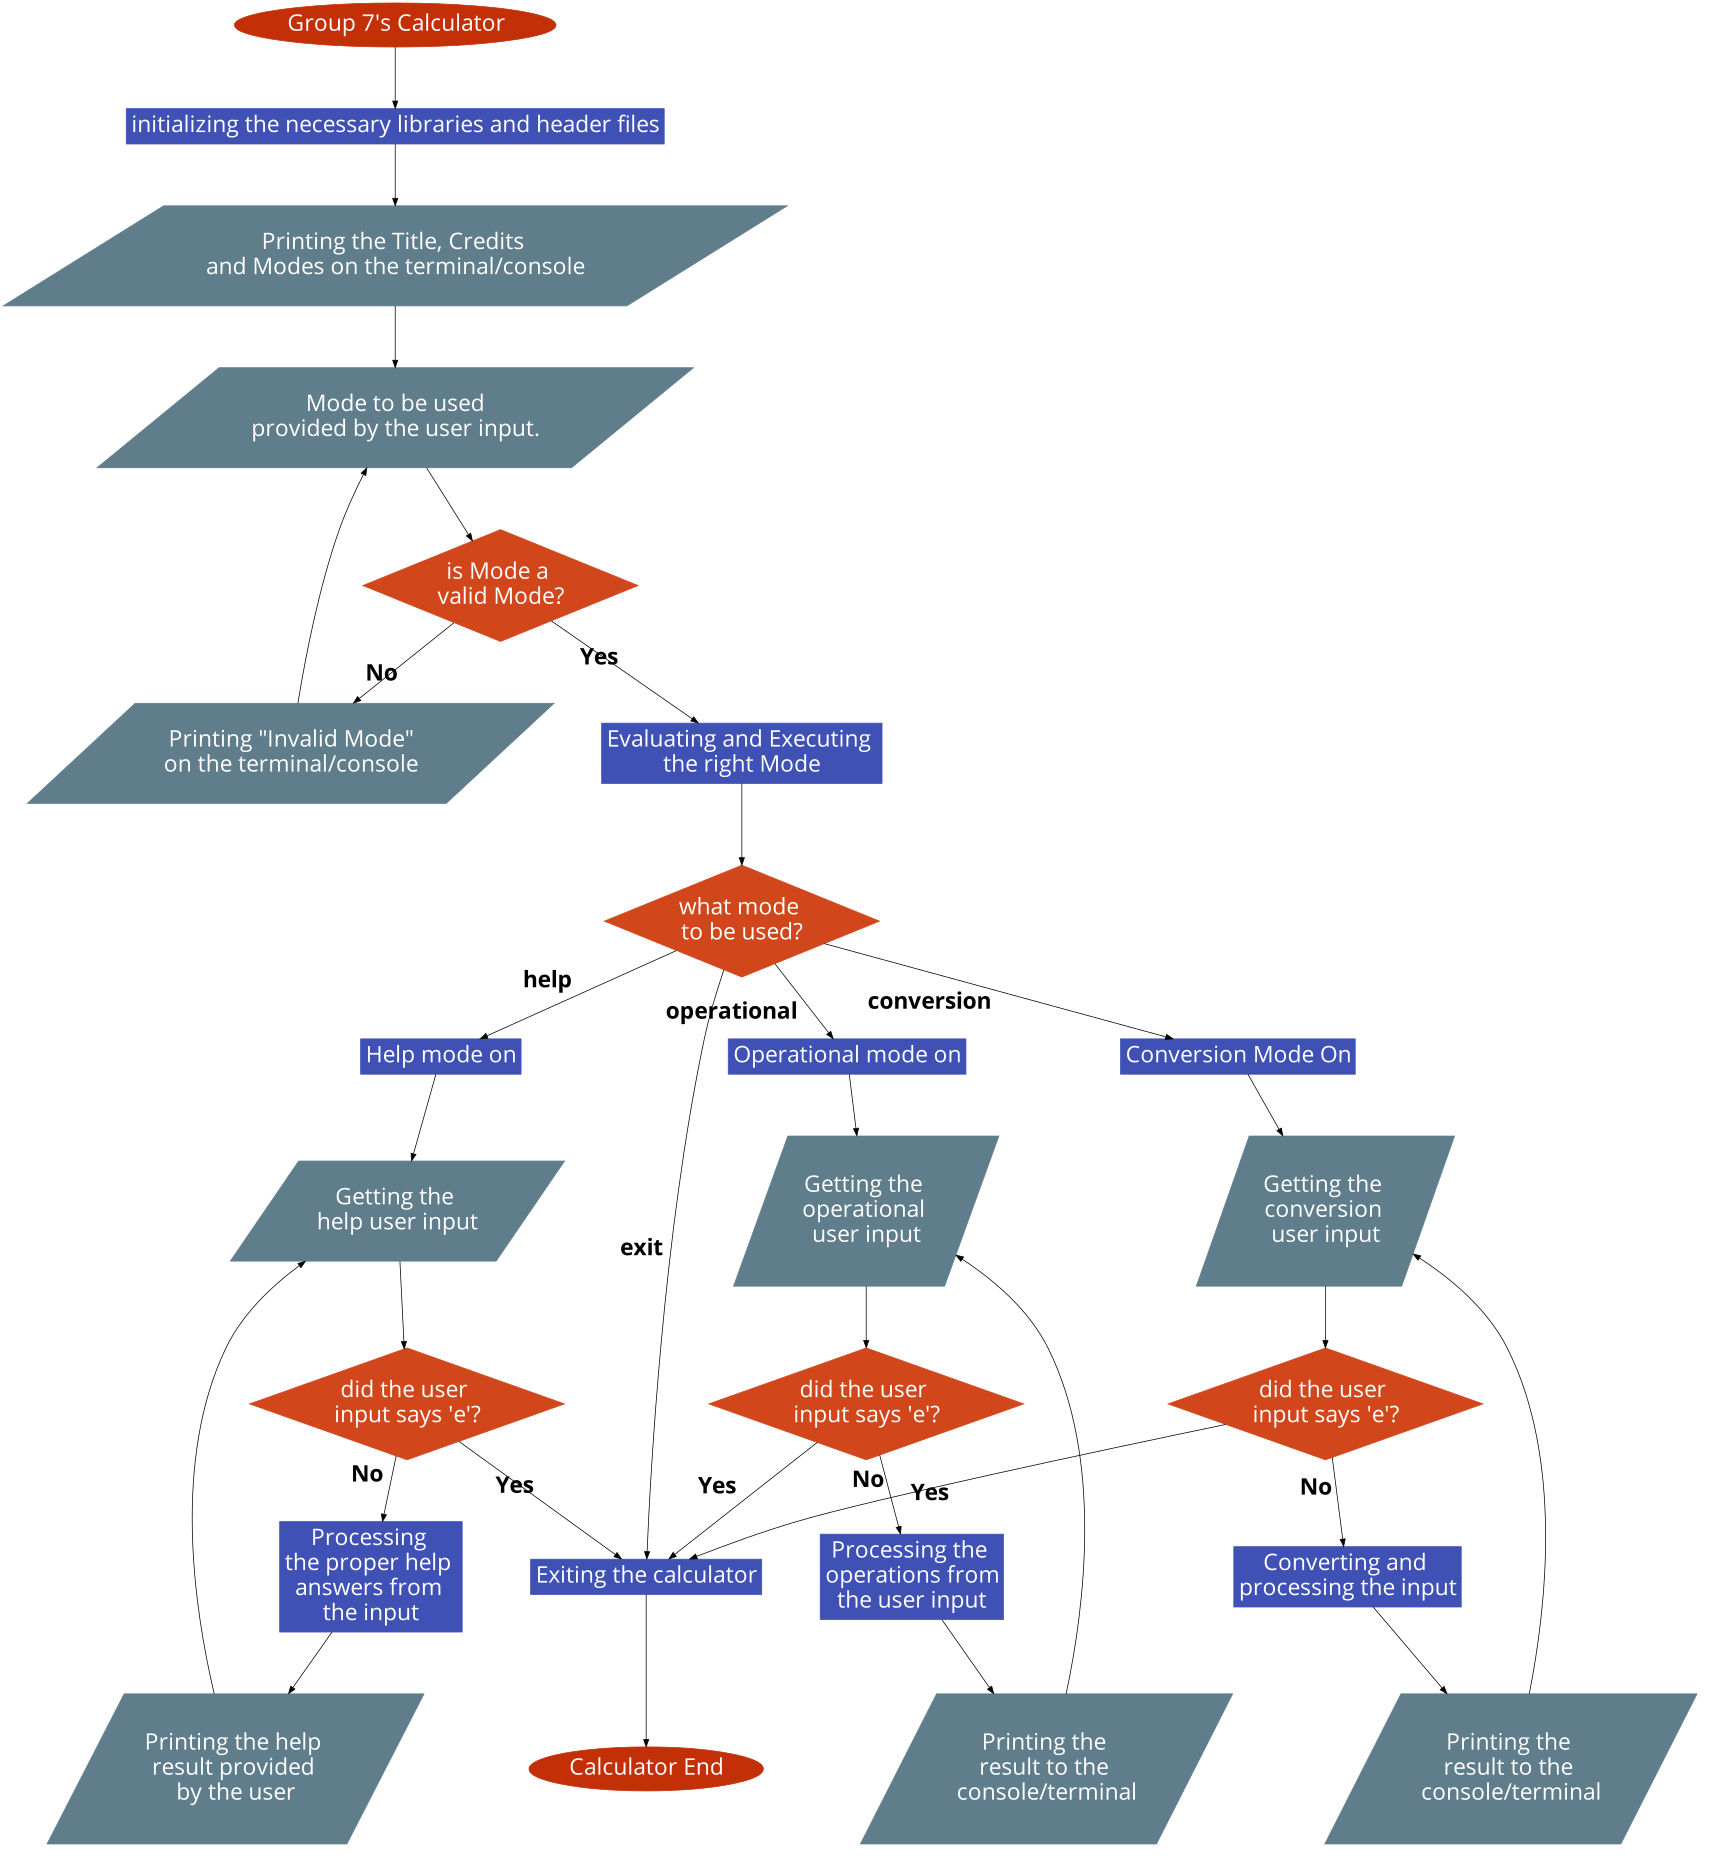 Group 7's Calculator
initializing the necessary libraries and header files
Printing the Title, Credits
and Modes on the terminal/console
Mode to be used
provided by the user input.
is Mode a
valid Mode?
No
Yes
Printing "Invalid Mode"
on the terminal/console
Evaluating and Executing
the right Mode
what mode
to be used?
help
operational
conversion
exit
Help mode on
Operational mode on
Conversion Mode On
Getting the
help user input
Getting the
operational
user input
Getting the
conversion
user input
did the user
input says 'e'?
did the user
input says 'e'?
did the user
input says 'e'?
No
Yes
Yes
No
Yes
No
Processing
the proper help
answers from
the input
Exiting the calculator
Processing the
operations from
the user input
Converting and
processing the input
Printing the help
result provided
by the user
Calculator End
Printing the
result to the
console/terminal
Printing the
result to the
console/terminal